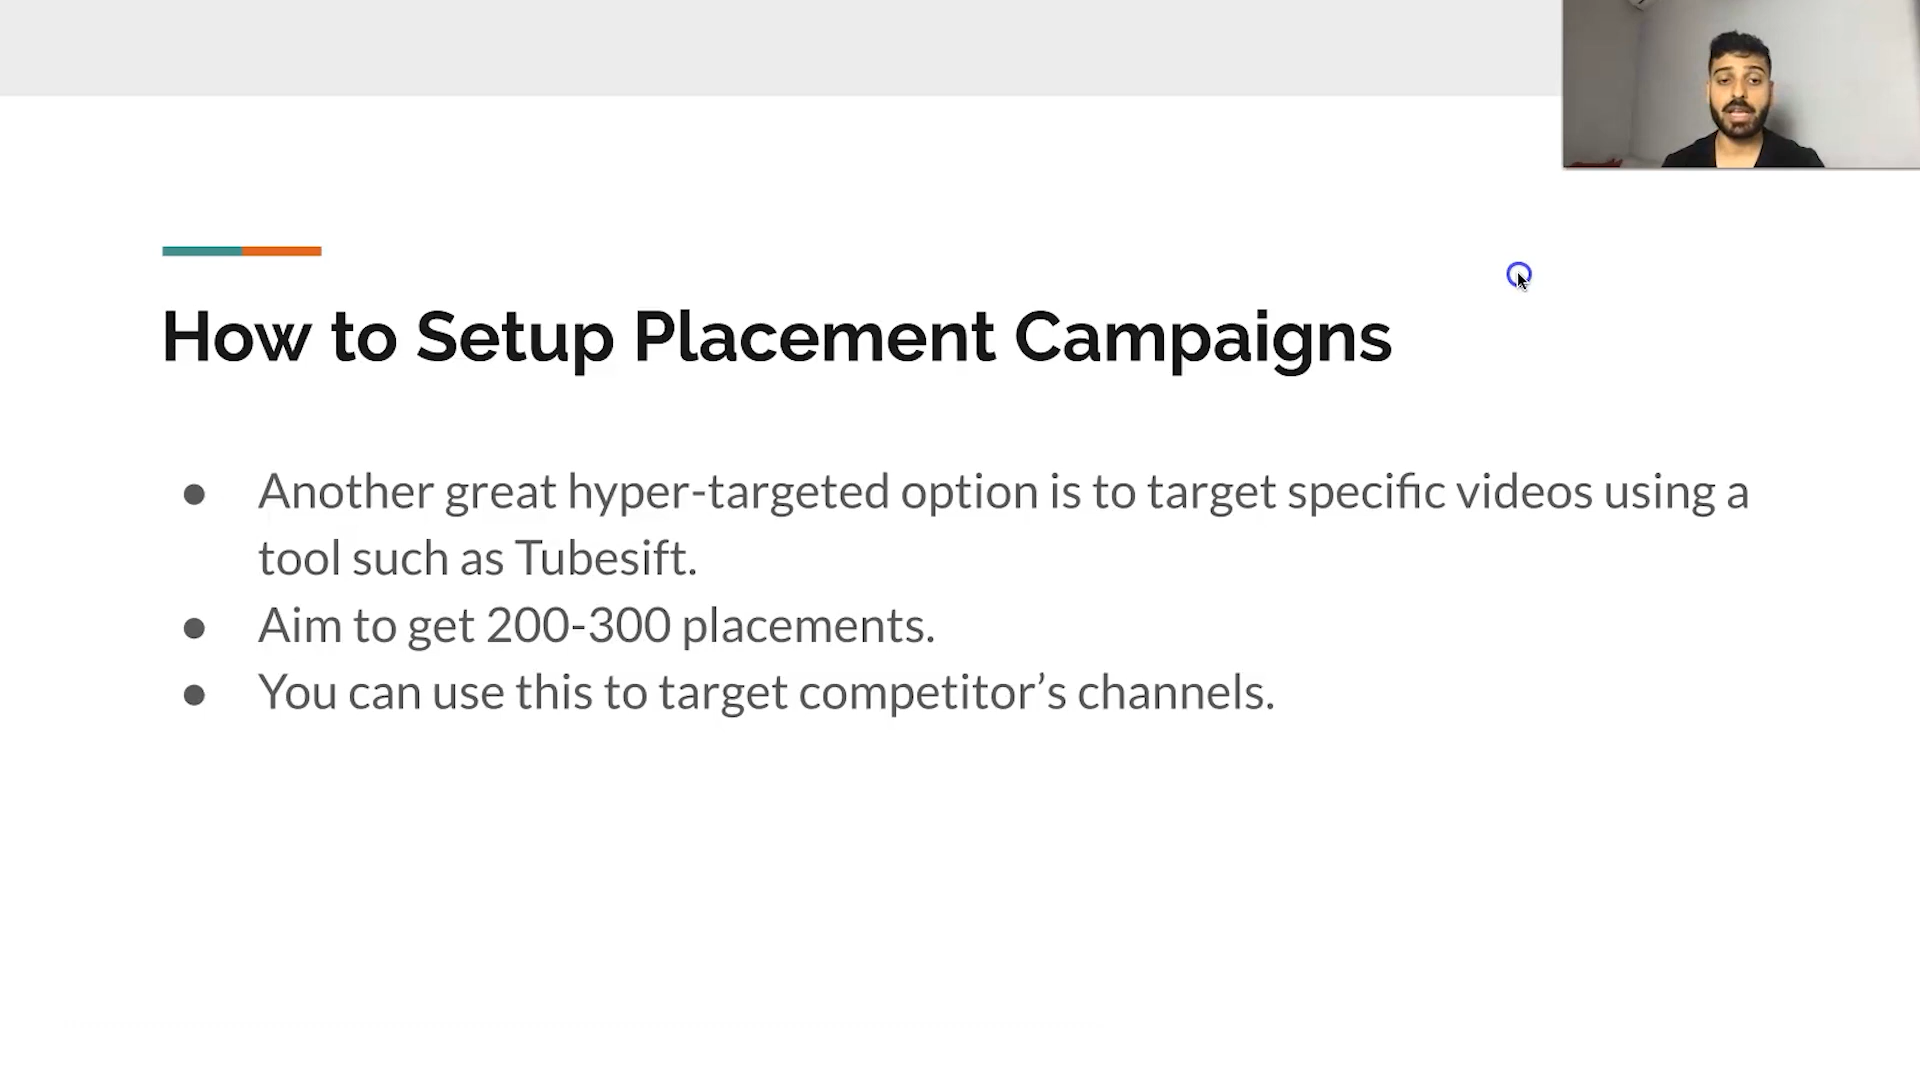 How to Setup Placement Campaigns
● Another great hyper-targeted option is to target specific videos using a
tool such as Tubesift.
● Aim to get 200-300 placements.
● You can use this to target competitor’s channels.